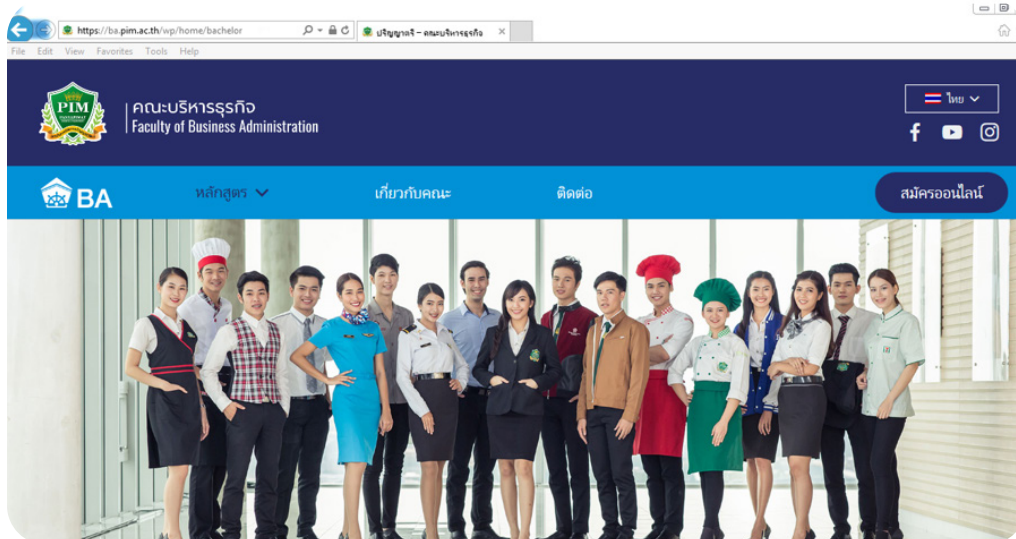 https://ba.pim.ac.th/wp/home/bachelor
ปริญญาตรี – คณะบริหารธุรกิจ
File Edit View Favorites Tools Help
PIM
คณะบริหารธุรกิจ
Faculty of Business Administration
ไทย
BA
หลักสูตร
เกี่ยวกับคณะ
ติดต่อ
สมัครออนไลน์